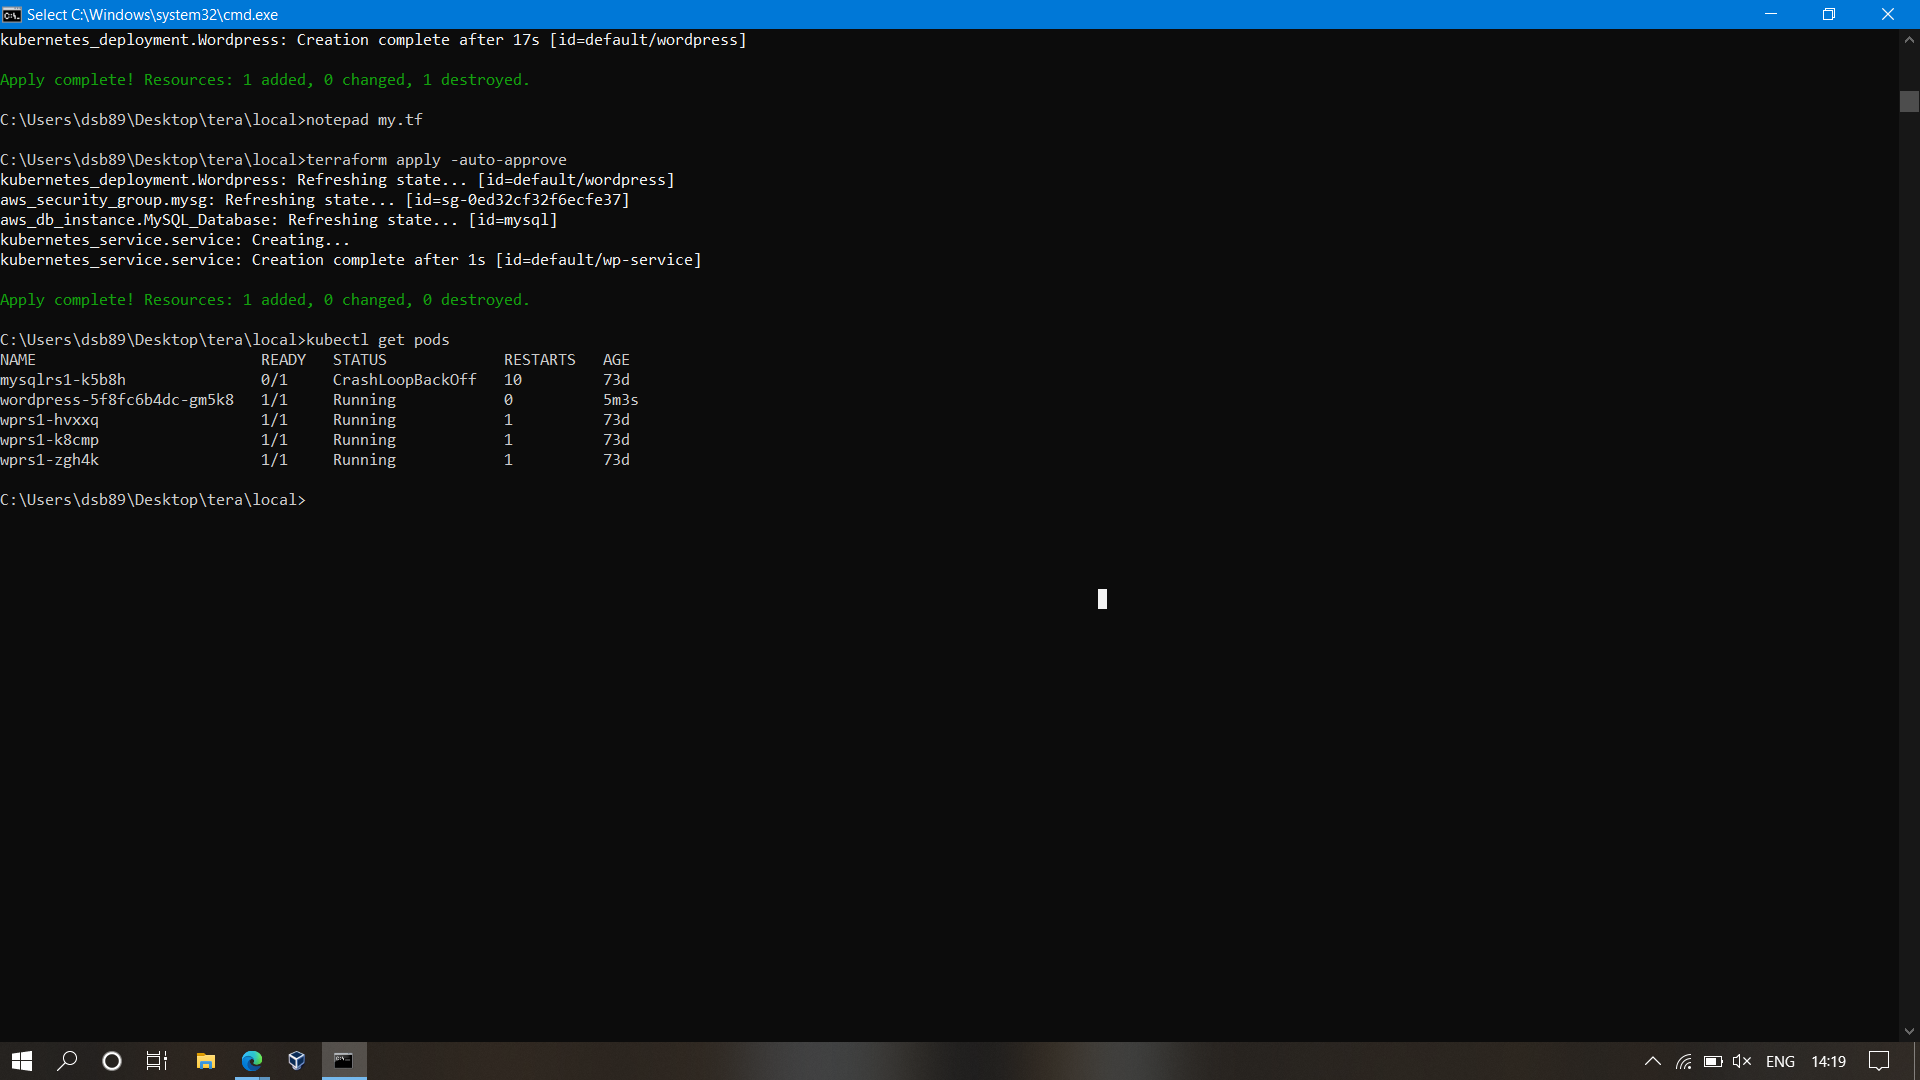 Select C:\Windows\system32\cmd.exe
kubernetes_deployment.Wordpress: Creation complete after 17s [id=default/wordpress]
Apply complete! Resources: 1 added, 0 changed, 1 destroyed.
C:\Users\dsb89\Desktop\tera\local>notepad my.tf
C:\Users\dsb89\Desktop\tera\local>terraform apply -auto-approve
kubernetes_deployment.Wordpress: Refreshing state... [id=default/wordpress]
aws_security_group.mysg: Refreshing state... [id=sg-0ed32cf32f6ecfe37]
aws_db_instance.MySQL_Database: Refreshing state... [id=mysql]
kubernetes_service.service: Creating...
kubernetes_service.service: Creation complete after 1s [id=default/wp-service]
Apply complete! Resources: 1 added, 0 changed, 0 destroyed.
C:\Users\dsb89\Desktop\tera\local>kubectl get pods
NAME READY STATUS RESTARTS AGE
mysqlrs1-k5b8h 0/1 CrashLoopBackOff 10 73d
wordpress-5f8fc6b4dc-gm5k8 1/1 Running 0 5m3s
wprs1-hvxxq 1/1 Running 1 73d
wprs1-k8cmp 1/1 Running 1 73d
wprs1-zgh4k 1/1 Running 1 73d
C:\Users\dsb89\Desktop\tera\local>
ENG 14:19